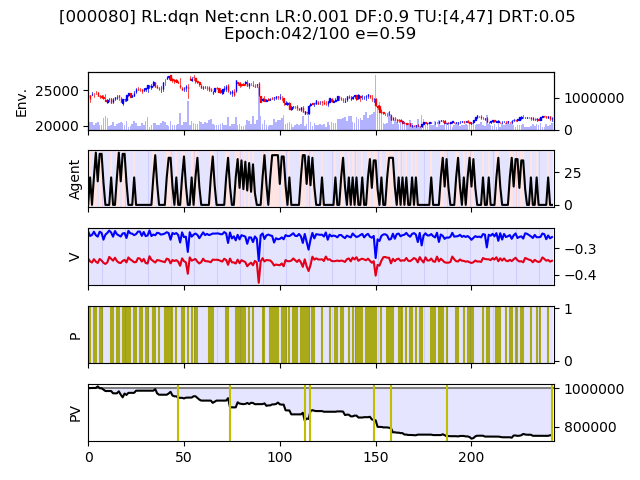 [000080] RL:dqn Net:cnn LR:0.001 DF:0.9 TU:[4,47] DRT:0.05
Epoch:042/100 e=0.59
Env.
25000
20000
1000000
0
Agent
25
0
V
−0.3
−0.4
P
1
0
PV
1000000
800000
0
50
100
150
200